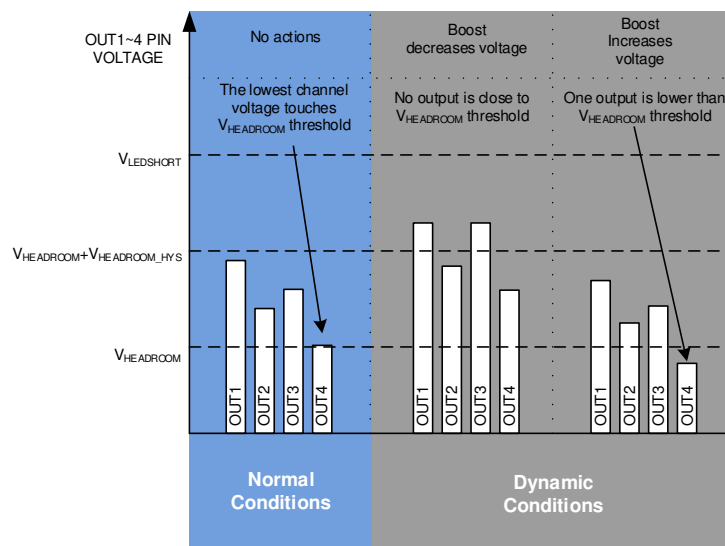 OUT1~4 PIN
VOLTAGE
No actions
Boost
decreases voltage
Boost
Increases
voltage
The lowest channel
voltage touches
VHEADROOM threshold
No output is close to
VHEADROOM threshold
One output is lower than
VHEADROOM threshold
VLEDSHORT
VHEADROOM+VHEADROOM_HYS
VHEADROOM
OUT1
OUT2
OUT3
OUT4
OUT1
OUT2
OUT3
OUT4
OUT1
OUT2
OUT3
OUT4
Normal
Conditions
Dynamic
Conditions